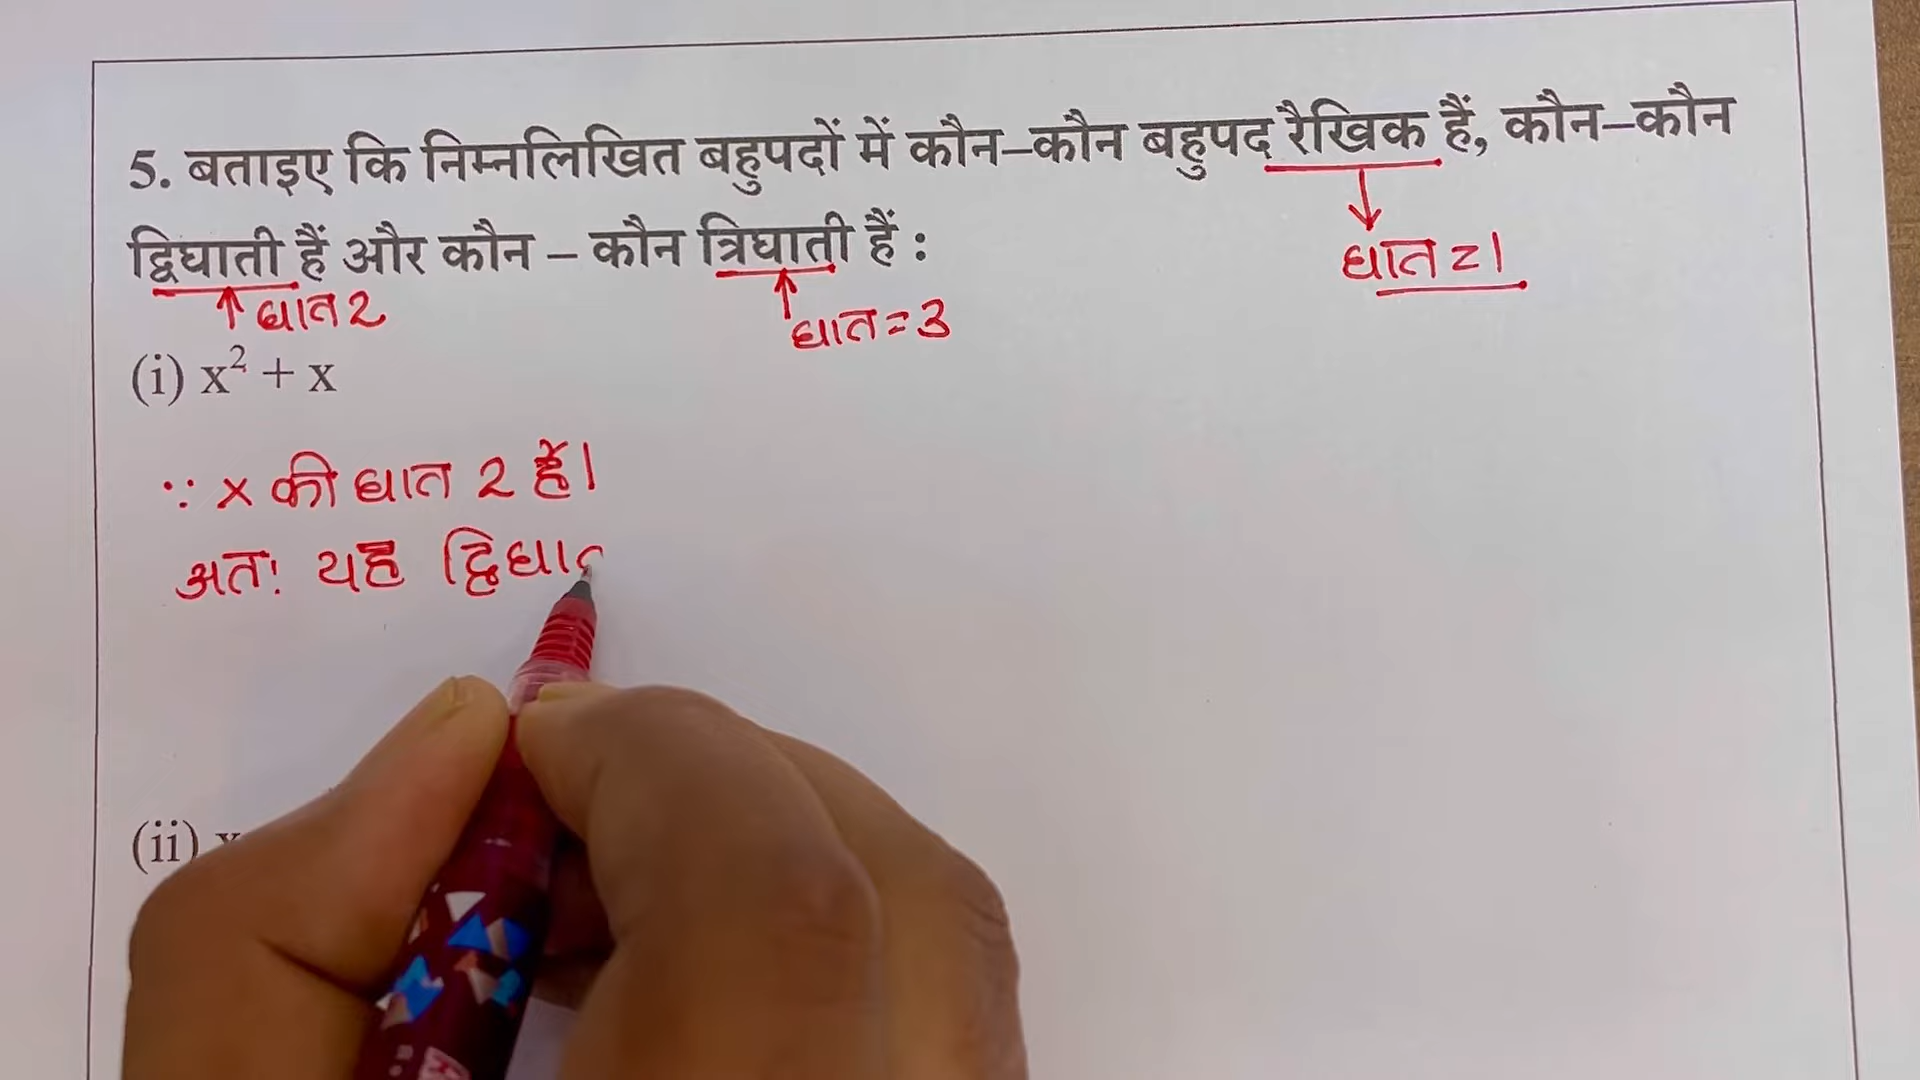 5. बताइए कि निम्नलिखित बहुपदों में कौन–कौन बहुपद रैखिक हैं, कौन–कौन
द्विघाती हैं और कौन – कौन त्रिघाती हैं :
घात = 1
घात 2
घात = 3
(i) x² + x
∵ x की घात 2 है।
अतः यह
(ii)